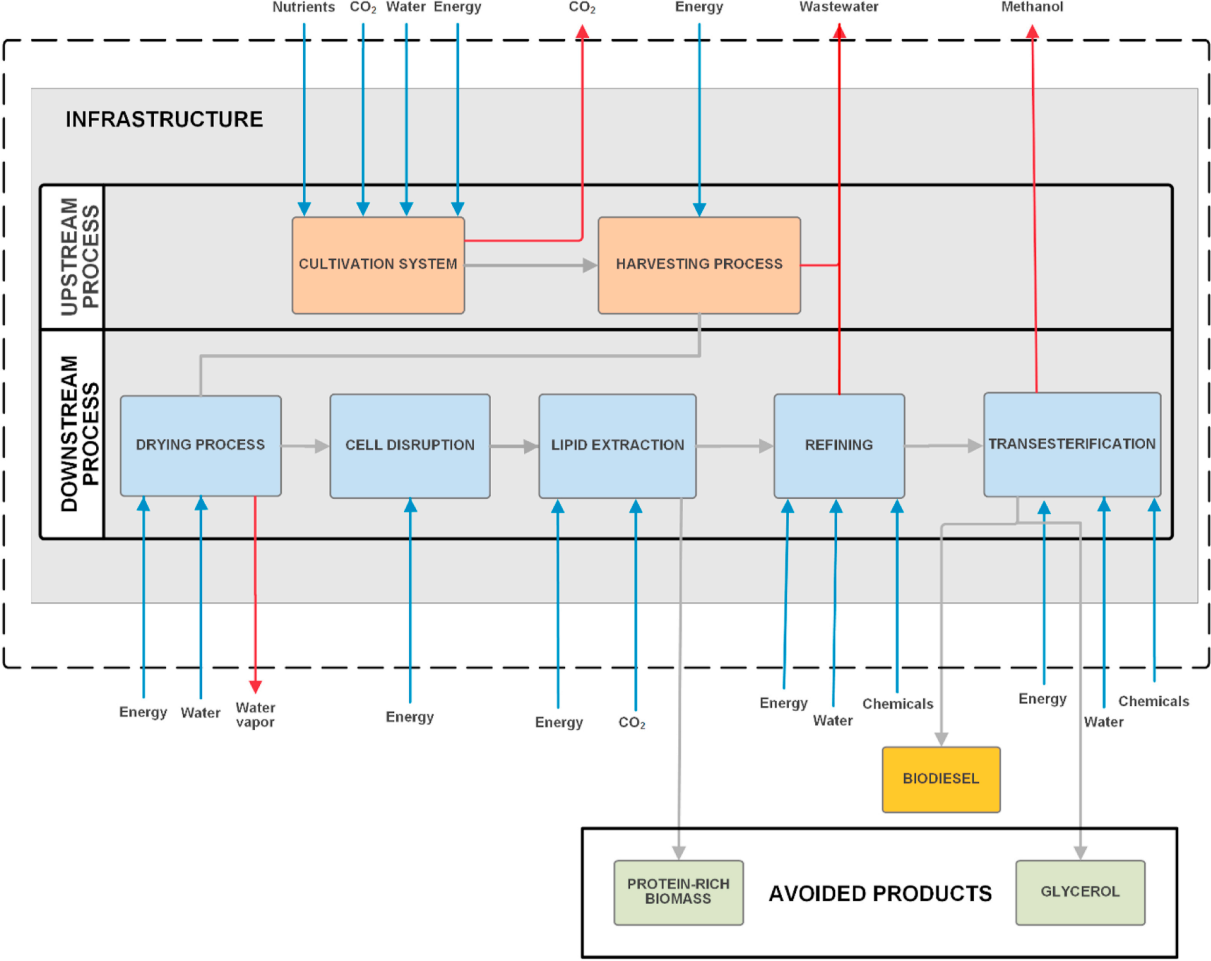 Nutrients
CO₂
Water
Energy
CO₂
Energy
Wastewater
Methanol
INFRASTRUCTURE
UPSTREAM
PROCESS
CULTIVATION SYSTEM
HARVESTING PROCESS
DOWNSTREAM
PROCESS
DRYING PROCESS
CELL DISRUPTION
LIPID EXTRACTION
REFINING
TRANSESTERIFICATION
Energy
Water
Water
vapor
Energy
Energy
CO₂
Energy
Water
Chemicals
Energy
Water
Chemicals
BIODIESEL
PROTEIN-RICH
BIOMASS
AVOIDED PRODUCTS
GLYCEROL